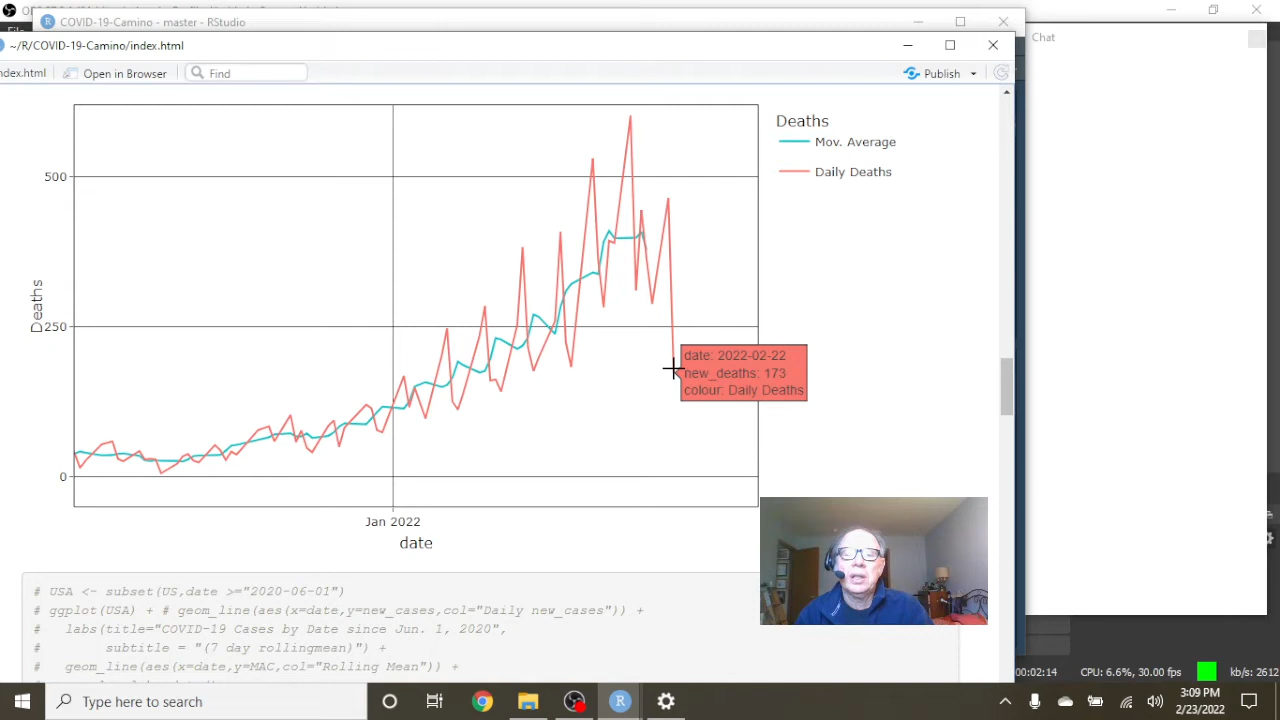 COVID-19-Camino - master - RStudio
~/R/COVID-19-Camino/index.html
Chat
ndex.html
Open in Browser
Find
Publish
Deaths
Mov. Average
Daily Deaths
500
250
0
Deaths
date: 2022-02-22
new_deaths: 173
colour: Daily Deaths
Jan 2022
date
# USA <- subset(US,date >="2020-06-01")
# ggplot(USA) + # geom_line(aes(x=date,y=new_cases,col="Daily new_cases")) +
#   labs(title="COVID-19 Cases by Date since Jun. 1, 2020",
#        subtitle = "(7 day rollingmean)") +
#   geom_line(aes(x=date,y=MAC,col="Rolling Mean")) +
00:02:14
CPU: 6.6%, 30.00 fps
kb/s: 2612
Type here to search
3:09 PM
2/23/2022